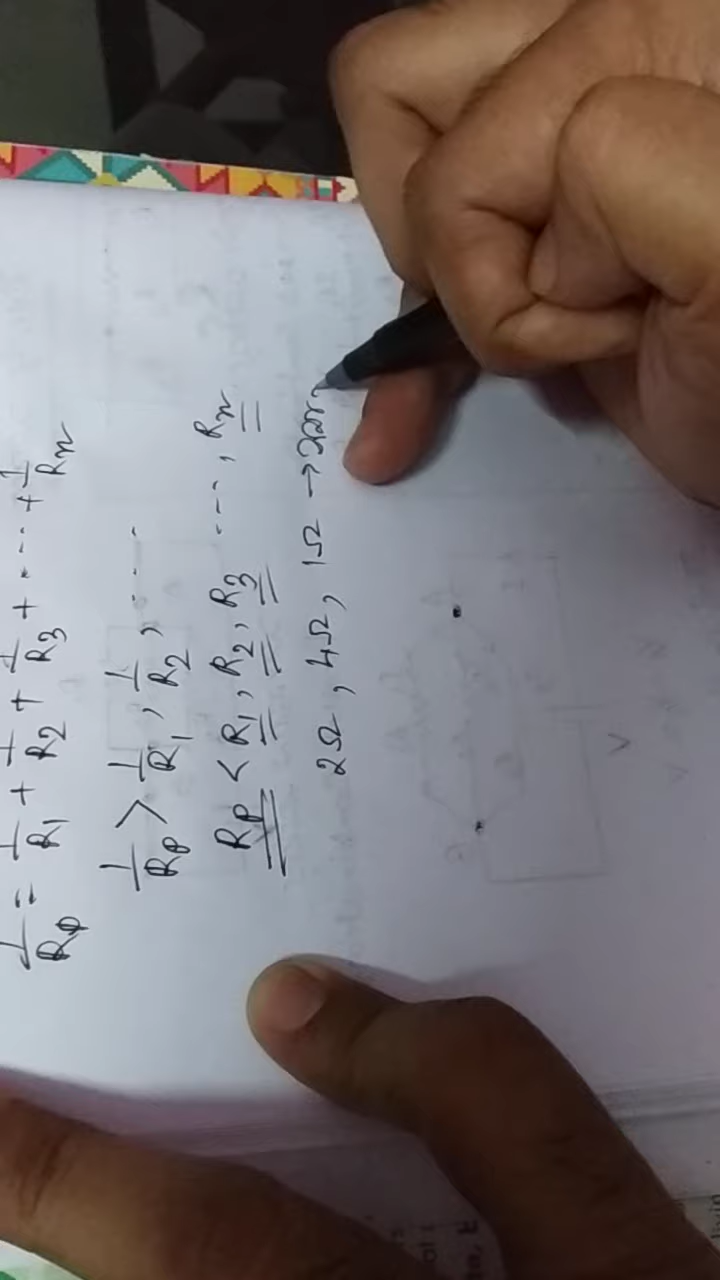 1/Rp = 1/R1 + 1/R2 + 1/R3 + ---- + 1/Rn
1/Rp > 1/R1, 1/R2, ----
Rp < R1, R2, R3 ---, Rn
2Ω, 4Ω, 1Ω →
V